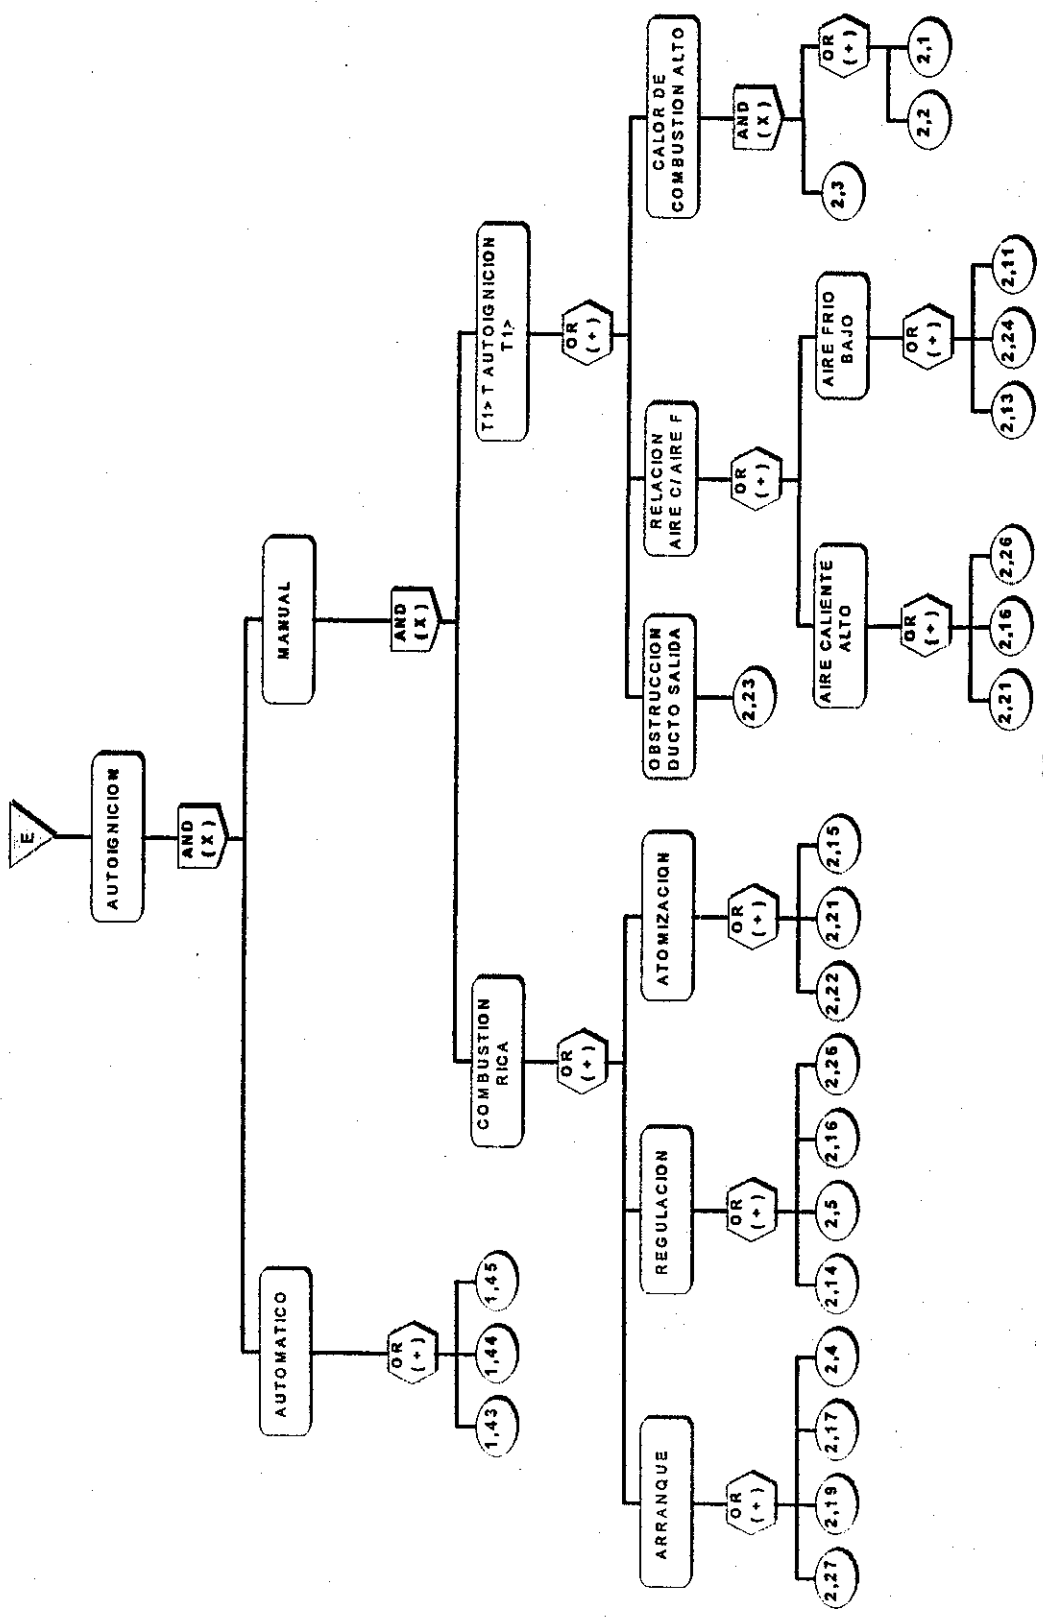 E
AUTOIGNICION
AND
(X)
AUTOMATICO
MANUAL
OR
(+)
AND
(X)
1,43
1,44
1,45
COMBUSTION
RICA
T1> T AUTOIGNICION
T1>
OR
(+)
OR
(+)
ARRANQUE
REGULACION
ATOMIZACION
OBSTRUCCION
DUCTO SALIDA
RELACION
AIRE C/AIRE F
CALOR DE
COMBUSTION ALTO
OR
(+)
OR
(+)
OR
(+)
2,23
OR
(+)
AND
(X)
2,27
2,19
2,17
2,4
2,14
2,5
2,16
2,26
2,22
2,21
2,15
AIRE CALIENTE
ALTO
AIRE FRIO
BAJO
2,3
OR
(+)
OR
(+)
OR
(+)
2,2
2,1
2,21
2,16
2,26
2,13
2,24
2,11